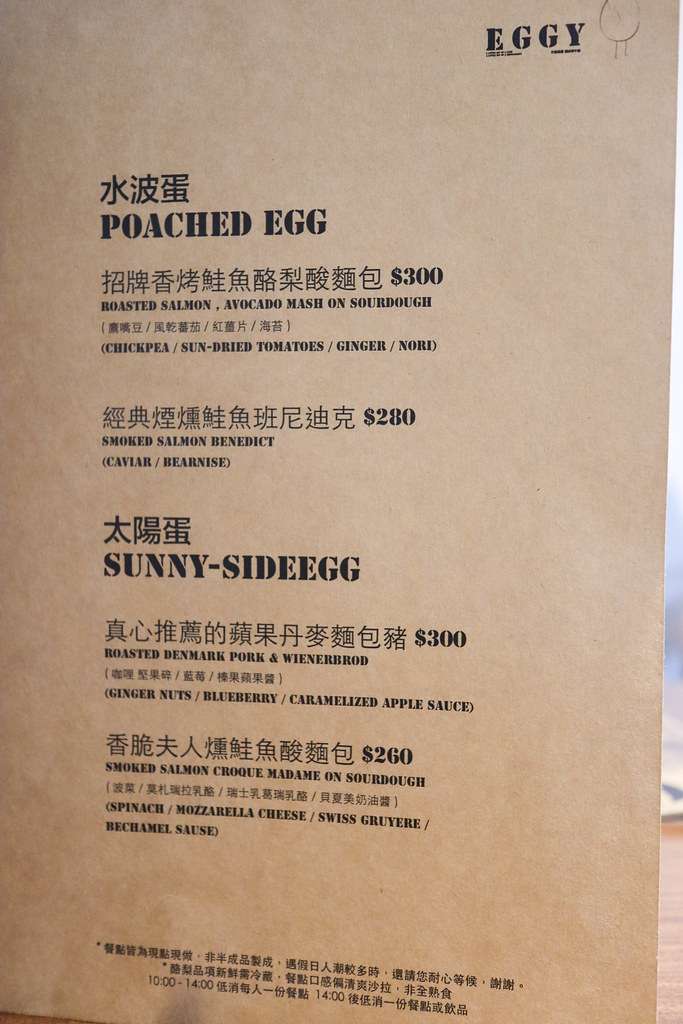 EGGY
水波蛋
POACHED EGG
招牌香烤鮭魚酪梨酸麵包 $300
ROASTED SALMON , AVOCADO MASH ON SOURDOUGH
( 鷹嘴豆 / 風乾蕃茄 / 紅薑片 / 海苔 )
(CHICKPEA / SUN-DRIED TOMATOES / GINGER / NORI)
經典煙燻鮭魚班尼迪克 $280
SMOKED SALMON BENEDICT
(CAVIAR / BEARNISE)
太陽蛋
SUNNY-SIDEEGG
真心推薦的蘋果丹麥麵包豬 $300
ROASTED DENMARK PORK & WIENERBROD
( 咖哩 堅果碎 / 藍莓 / 榛果蘋果醬 )
(GINGER NUTS / BLUEBERRY / CARAMELIZED APPLE SAUCE)
香脆夫人燻鮭魚酸麵包 $260
SMOKED SALMON CROQUE MADAME ON SOURDOUGH
( 波菜 / 莫札瑞拉乳酪 / 瑞士乳葛瑞乳酪 / 貝夏美奶油醬 )
(SPINACH / MOZZARELLA CHEESE / SWISS GRUYERE /
BECHAMEL SAUSE)
*餐點皆為現點現做，非半成品製成，遇假日人潮較多時，還請您耐心等候，謝謝。
*酪梨品項新鮮需冷藏，餐點口感偏清爽沙拉，非全熟食
10:00 - 14:00 低消每人一份餐點 14:00 後低消一份餐點或飲品